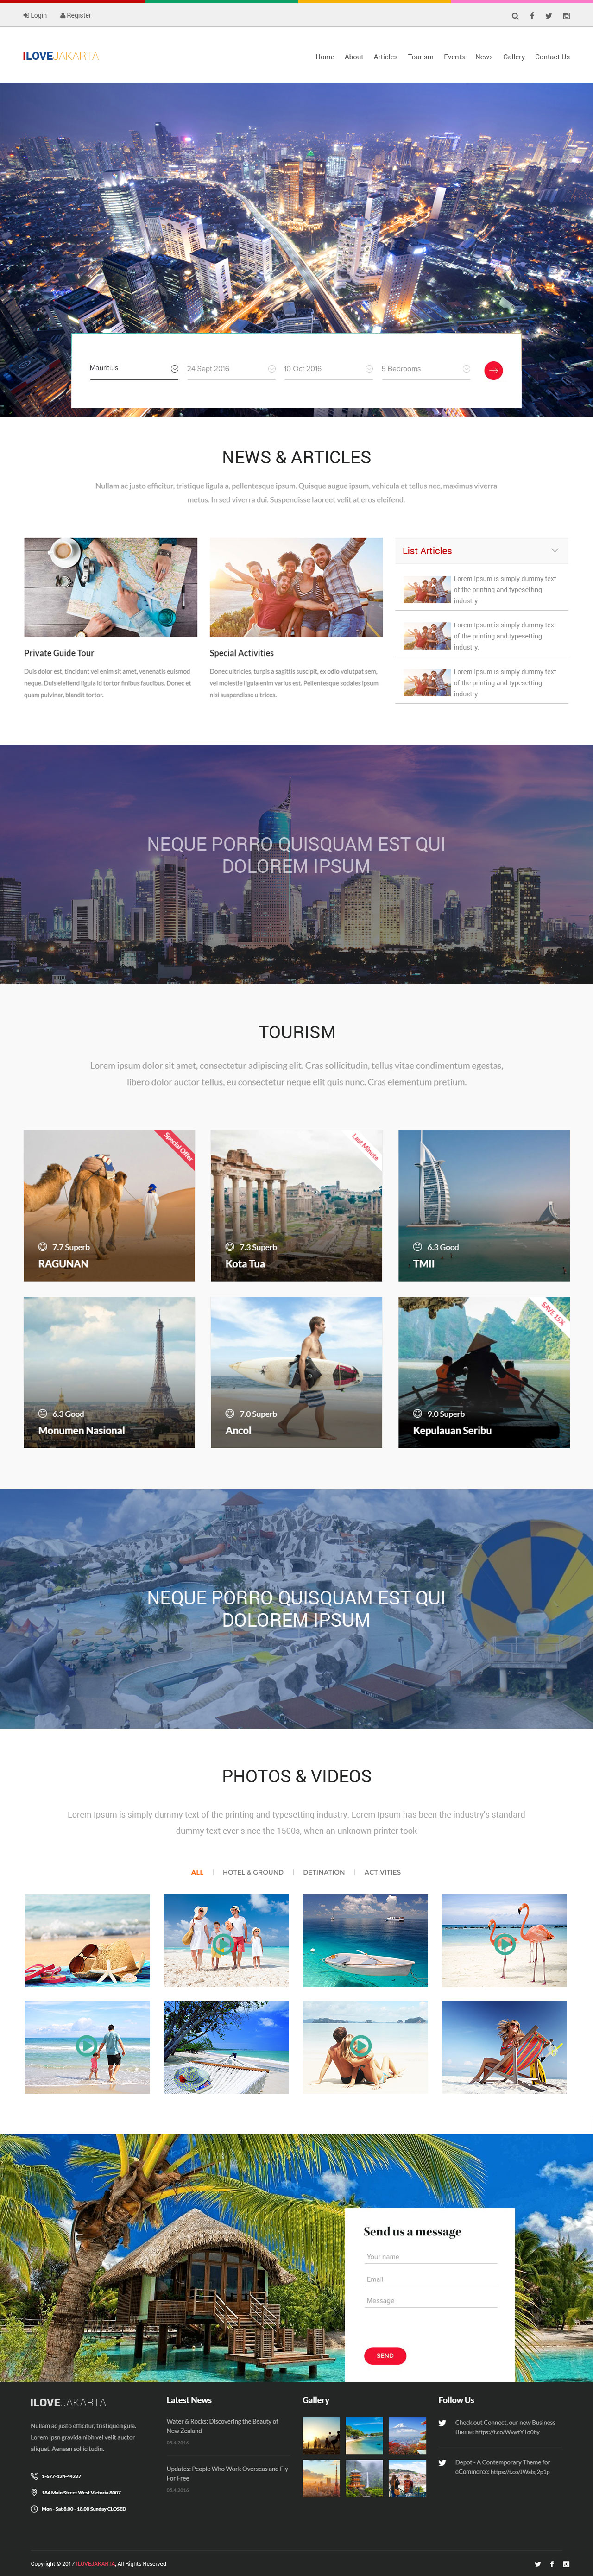 Login
Register
ILOVEJAKARTA
Home
About
Articles
Tourism
Events
News
Gallery
Contact Us
Mauritius
24 Sept 2016
10 Oct 2016
5 Bedrooms
NEWS & ARTICLES
Nullam ac justo efficitur, tristique ligula a, pellentesque ipsum. Quisque augue ipsum, vehicula et tellus nec, maximus viverra
metus. In sed viverra dui. Suspendisse laoreet velit at eros eleifend.
Private Guide Tour
Duis dolor est, tincidunt vel enim sit amet, venenatis euismod
neque. Duis eleifend ligula id tortor finibus faucibus. Donec et
quam pulvinar, blandit tortor.
Special Activities
Donec ultricies, turpis a sagittis suscipit, ex odio volutpat sem,
vel molestie ligula enim varius est. Pellentesque sodales ipsum
nisi suspendisse ultrices.
List Articles
Lorem Ipsum is simply dummy text
of the printing and typesetting
industry.
Lorem Ipsum is simply dummy text
of the printing and typesetting
industry.
Lorem Ipsum is simply dummy text
of the printing and typesetting
industry.
NEQUE PORRO QUISQUAM EST QUI
DOLOREM IPSUM
TOURISM
Lorem ipsum dolor sit amet, consectetur adipiscing elit. Cras sollicitudin, tellus vitae condimentum egestas,
libero dolor auctor tellus, eu consectetur neque elit quis nunc. Cras elementum pretium.
Special Offer
7.7 Superb
RAGUNAN
Last Minute
7.3 Superb
Kota Tua
6.3 Good
TMII
6.3 Good
Monumen Nasional
7.0 Superb
Ancol
SAVE 15%
9.0 Superb
Kepulauan Seribu
NEQUE PORRO QUISQUAM EST QUI
DOLOREM IPSUM
PHOTOS & VIDEOS
Lorem Ipsum is simply dummy text of the printing and typesetting industry. Lorem Ipsum has been the industry's standard
dummy text ever since the 1500s, when an unknown printer took
ALL | HOTEL & GROUND | DETINATION | ACTIVITIES
Send us a message
Your name
Email
Message
SEND
ILOVEJAKARTA
Nullam ac justo efficitur, tristique ligula.
Lorem Ipsn gravida nibh vel velit auctor
aliquet. Aenean sollicitudin.
1-677-124-44227
184 Main Street West Victoria 8007
Mon - Sat 8.00 - 18.00 Sunday CLOSED
Latest News
Water & Rocks: Discovering the Beauty of
New Zealand
03.4.2016
Updates: People Who Work Overseas and Fly
For Free
03.4.2016
Gallery
Follow Us
Check out Connect, our new Business
theme: https://t.co/WvwtY1o0by
Depot - A Contemporary Theme for
eCommerce:
Copyright © 2017 ILOVEJAKARTA, All Rights Reserved